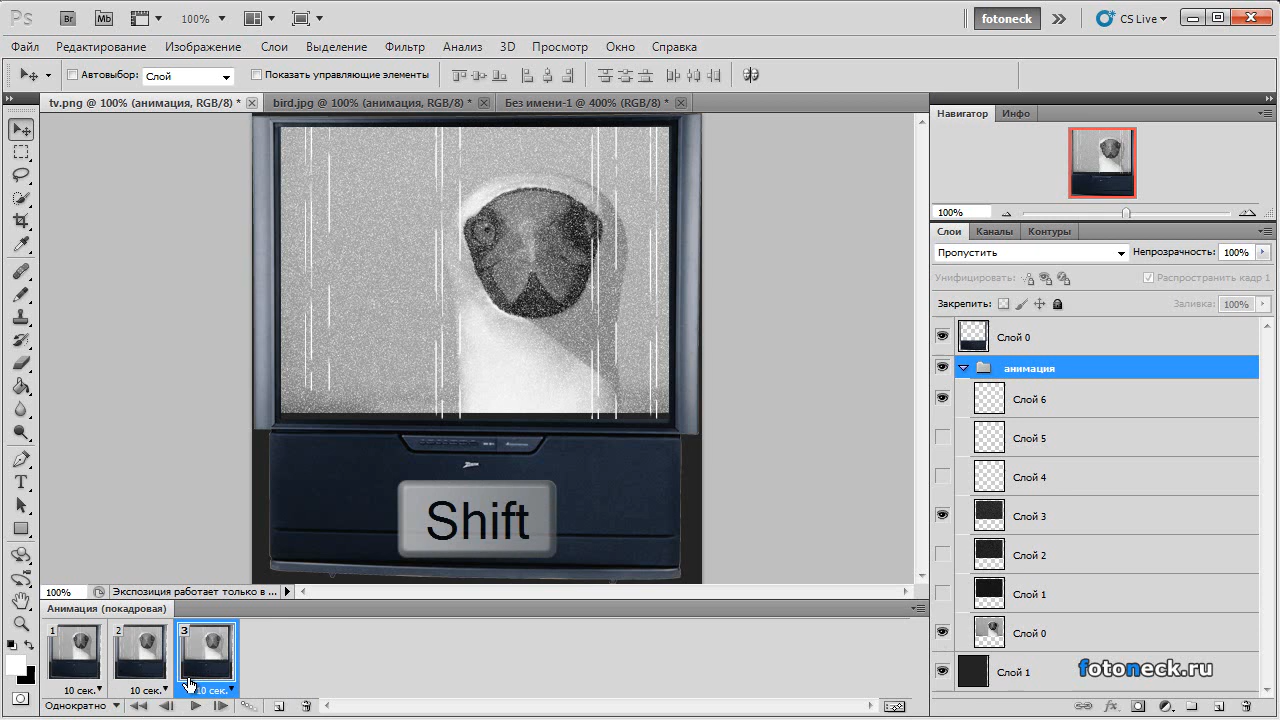 Ps Br Mb 100% fotoneck CS Live
Файл Редактирование Изображение Слои Выделение Фильтр Анализ 3D Просмотр Окно Справка
Автовыбор: Слой Показать управляющие элементы
tv.png @ 100% (анимация, RGB/8) * bird.jpg @ 100% (анимация, RGB/8) * Без имени-1 @ 400% (RGB/8) *
Навигатор Инфо
100%
Слои Каналы Контуры
Пропустить Непрозрачность: 100%
Унифицировать: Распространить кадр 1
Закрепить: Заливка: 100%
Слой 0
анимация
Слой 6
Слой 5
Слой 4
Слой 3
Слой 2
Слой 1
Слой 0
Слой 1
Shift
100% Экспозиция работает только в ...
Анимация (покадровая)
1 2 3
10 сек. 10 сек. 10 сек.
Однократно
fotoneck.ru